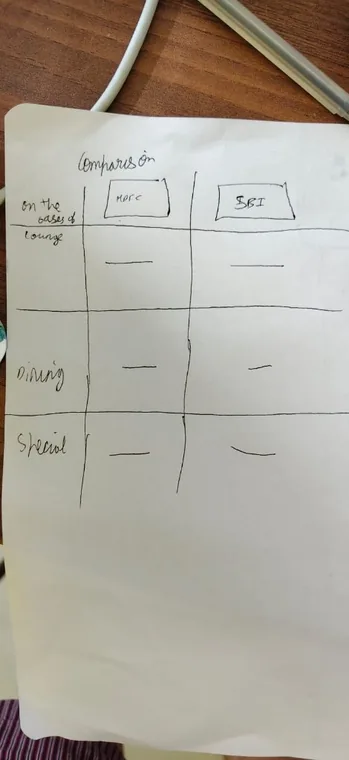 Comparison
on the
bases of
HDFC
SBI
Lounge
Dining
Special